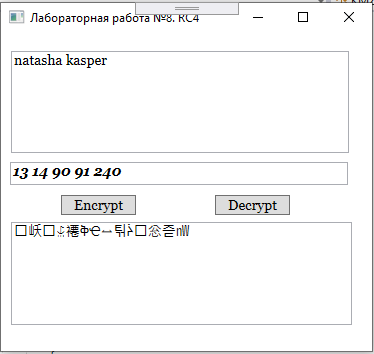 Лабораторная работа №8. RC4
natasha kasper
13 14 90 91 240
Encrypt
Decrypt